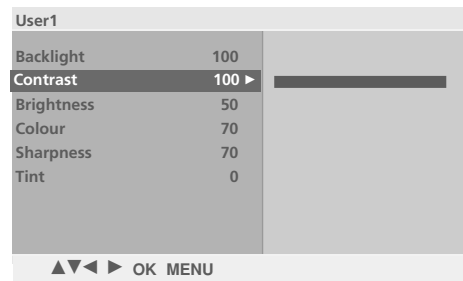 User1
Backlight 100
Contrast 100 ►
Brightness 50
Colour 70
Sharpness 70
Tint 0
▲▼◄ ► OK MENU